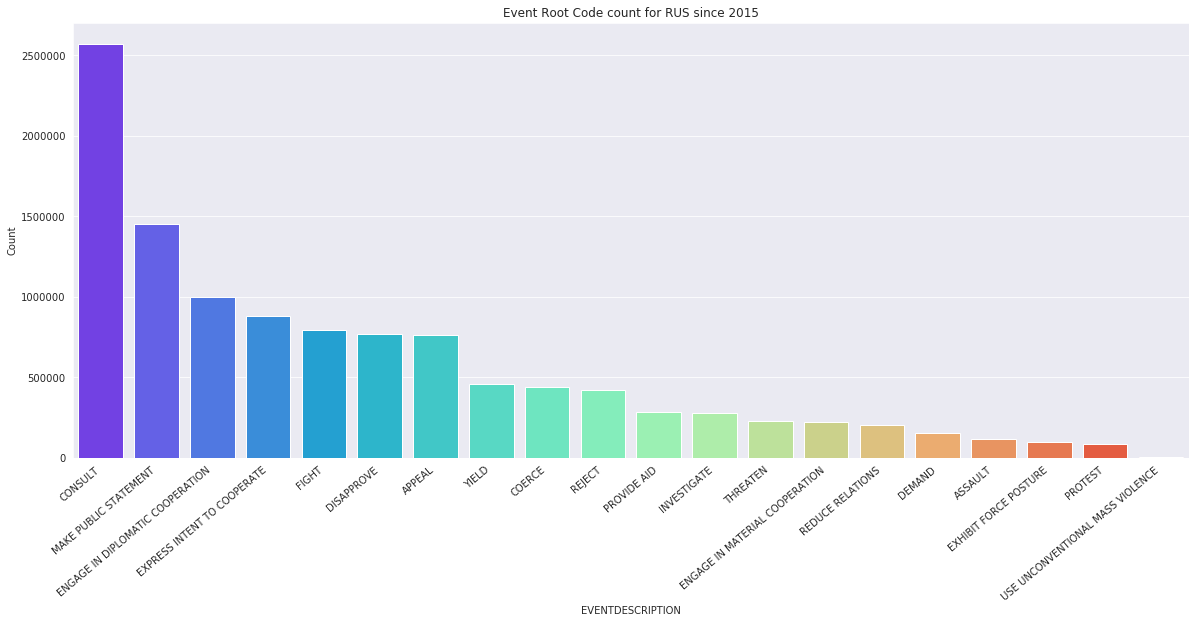 Event Root Code count for RUS since 2015
Count
2500000
2000000
1500000
1000000
500000
0
CONSULT
MAKE PUBLIC STATEMENT
ENGAGE IN DIPLOMATIC COOPERATION
EXPRESS INTENT TO COOPERATE
FIGHT
DISAPPROVE
APPEAL
YIELD
COERCE
REJECT
PROVIDE AID
INVESTIGATE
THREATEN
ENGAGE IN MATERIAL COOPERATION
REDUCE RELATIONS
DEMAND
ASSAULT
EXHIBIT FORCE POSTURE
PROTEST
USE UNCONVENTIONAL MASS VIOLENCE
EVENTDESCRIPTION